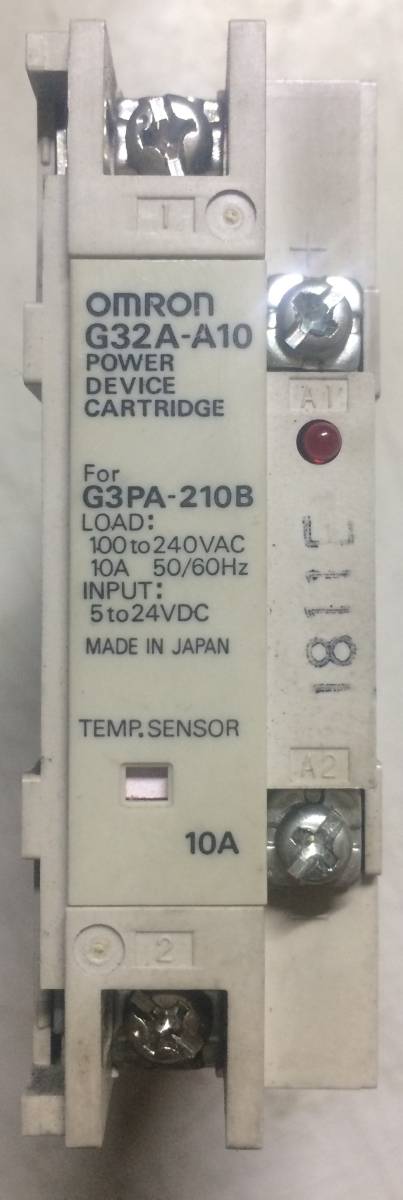 1
OMRON
G32A-A10
POWER
DEVICE
CARTRIDGE
+
A1
For
G3PA-210B
LOAD:
100 to 240VAC
10A 50/60Hz
INPUT:
5 to 24VDC
MADE IN JAPAN
TEMP. SENSOR
A2
10A
2